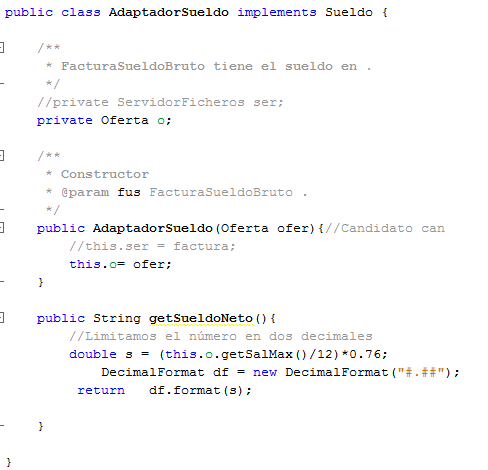 public class AdaptadorSueldo implements Sueldo {
/**
* FacturaSueldoBruto tiene el sueldo en .
*/
//private ServidorFicheros ser;
private Oferta o;
/**
* Constructor
* @param fus FacturaSueldoBruto .
*/
public AdaptadorSueldo(Oferta ofer){//Candidato can
//this.ser = factura;
this.o= ofer;
}
public String getSueldoNeto(){
//Limitamos el número en dos decimales
double s = (this.o.getSalMax()/12)*0.76;
DecimalFormat df = new DecimalFormat("#.##");
return   df.format(s);
}
}